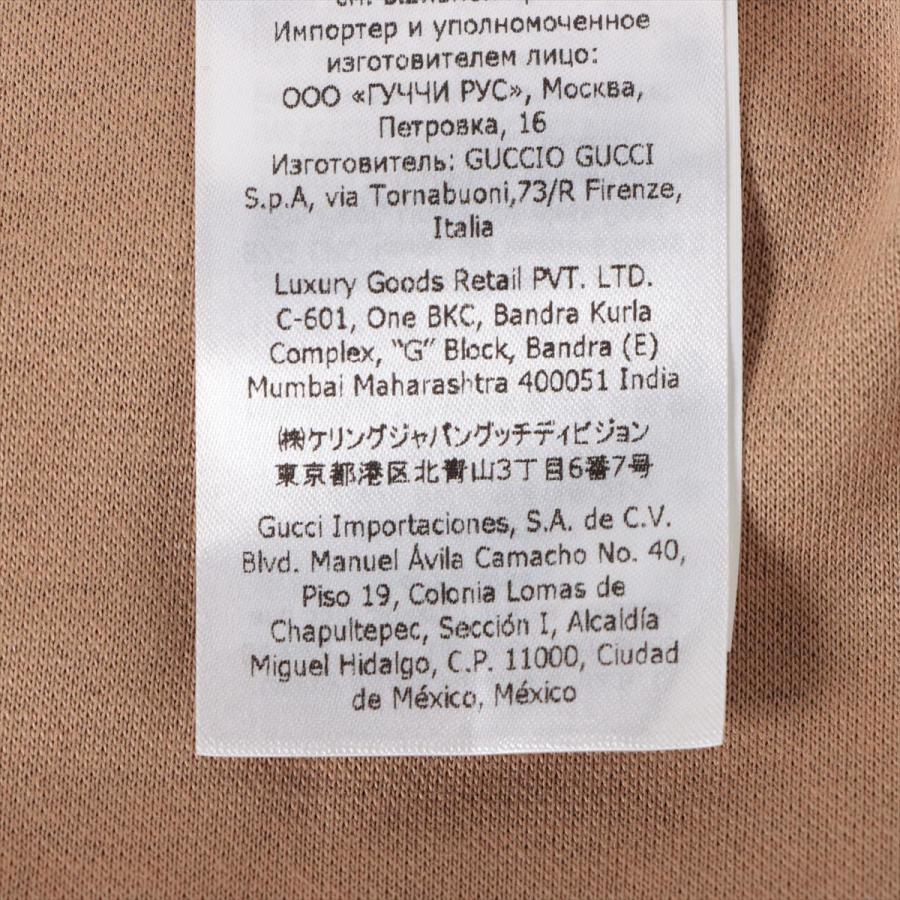 Импортер и уполномоченное
изготовителем лицо:
ООО «ГУЧЧИ РУС», Москва,
Петровка, 16
Изготовитель: GUCCIO GUCCI
S.p.A, via Tornabuoni,73/R Firenze,
Italia
Luxury Goods Retail PVT. LTD.
C-601, One BKC, Bandra Kurla
Complex, “G” Block, Bandra (E)
Mumbai Maharashtra 400051 India
㈱ケリングジャパングッチディビジョン
東京都港区北青山3丁目6番7号
Gucci Importaciones, S.A. de C.V.
Blvd. Manuel Ávila Camacho No. 40,
Piso 19, Colonia Lomas de
Chapultepec, Sección I, Alcaldía
Miguel Hidalgo, C.P. 11000, Ciudad
de México, México